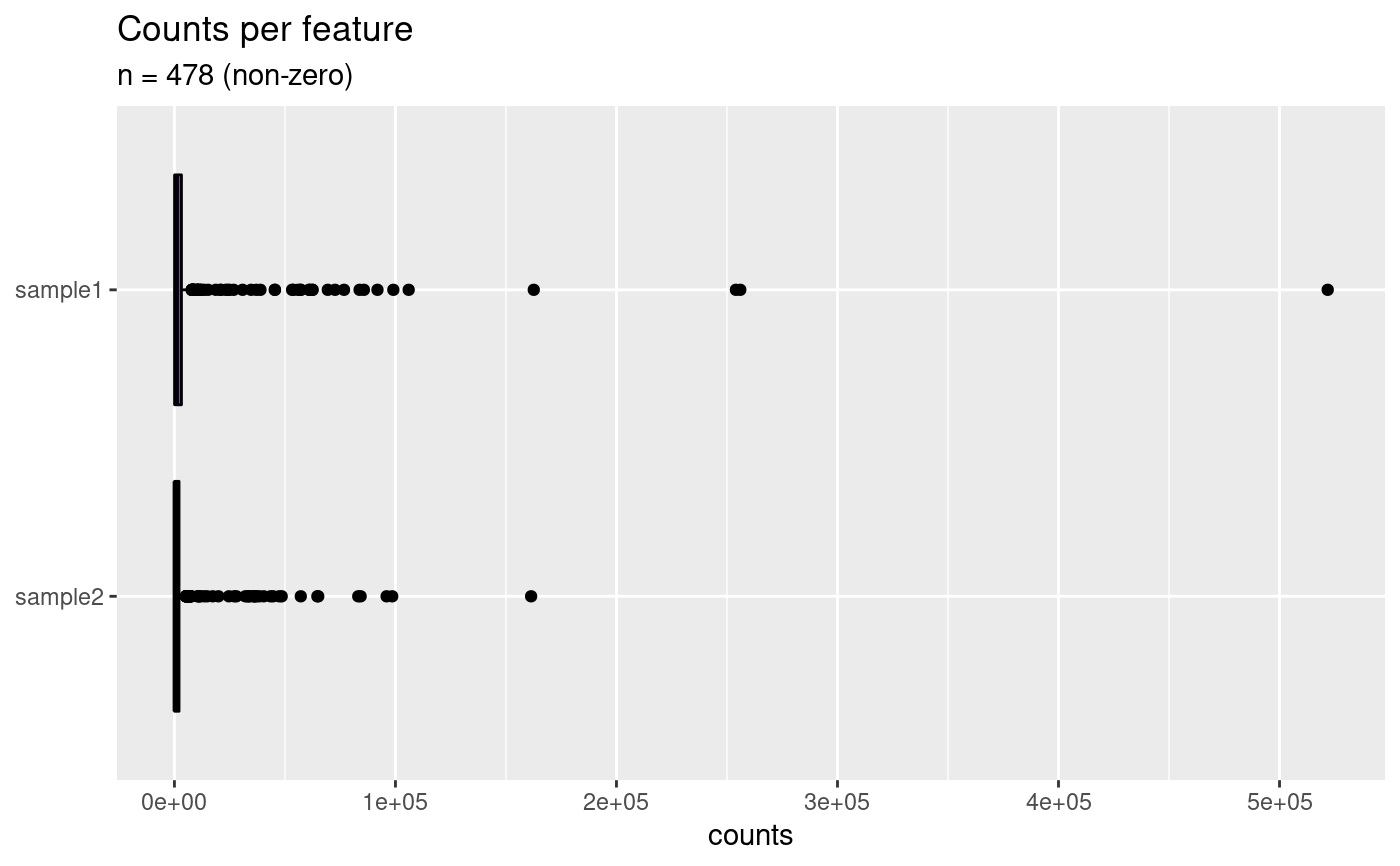 Counts per feature
n = 478 (non-zero)
sample1
sample2
0e+00 1e+05 2e+05 3e+05 4e+05 5e+05
counts